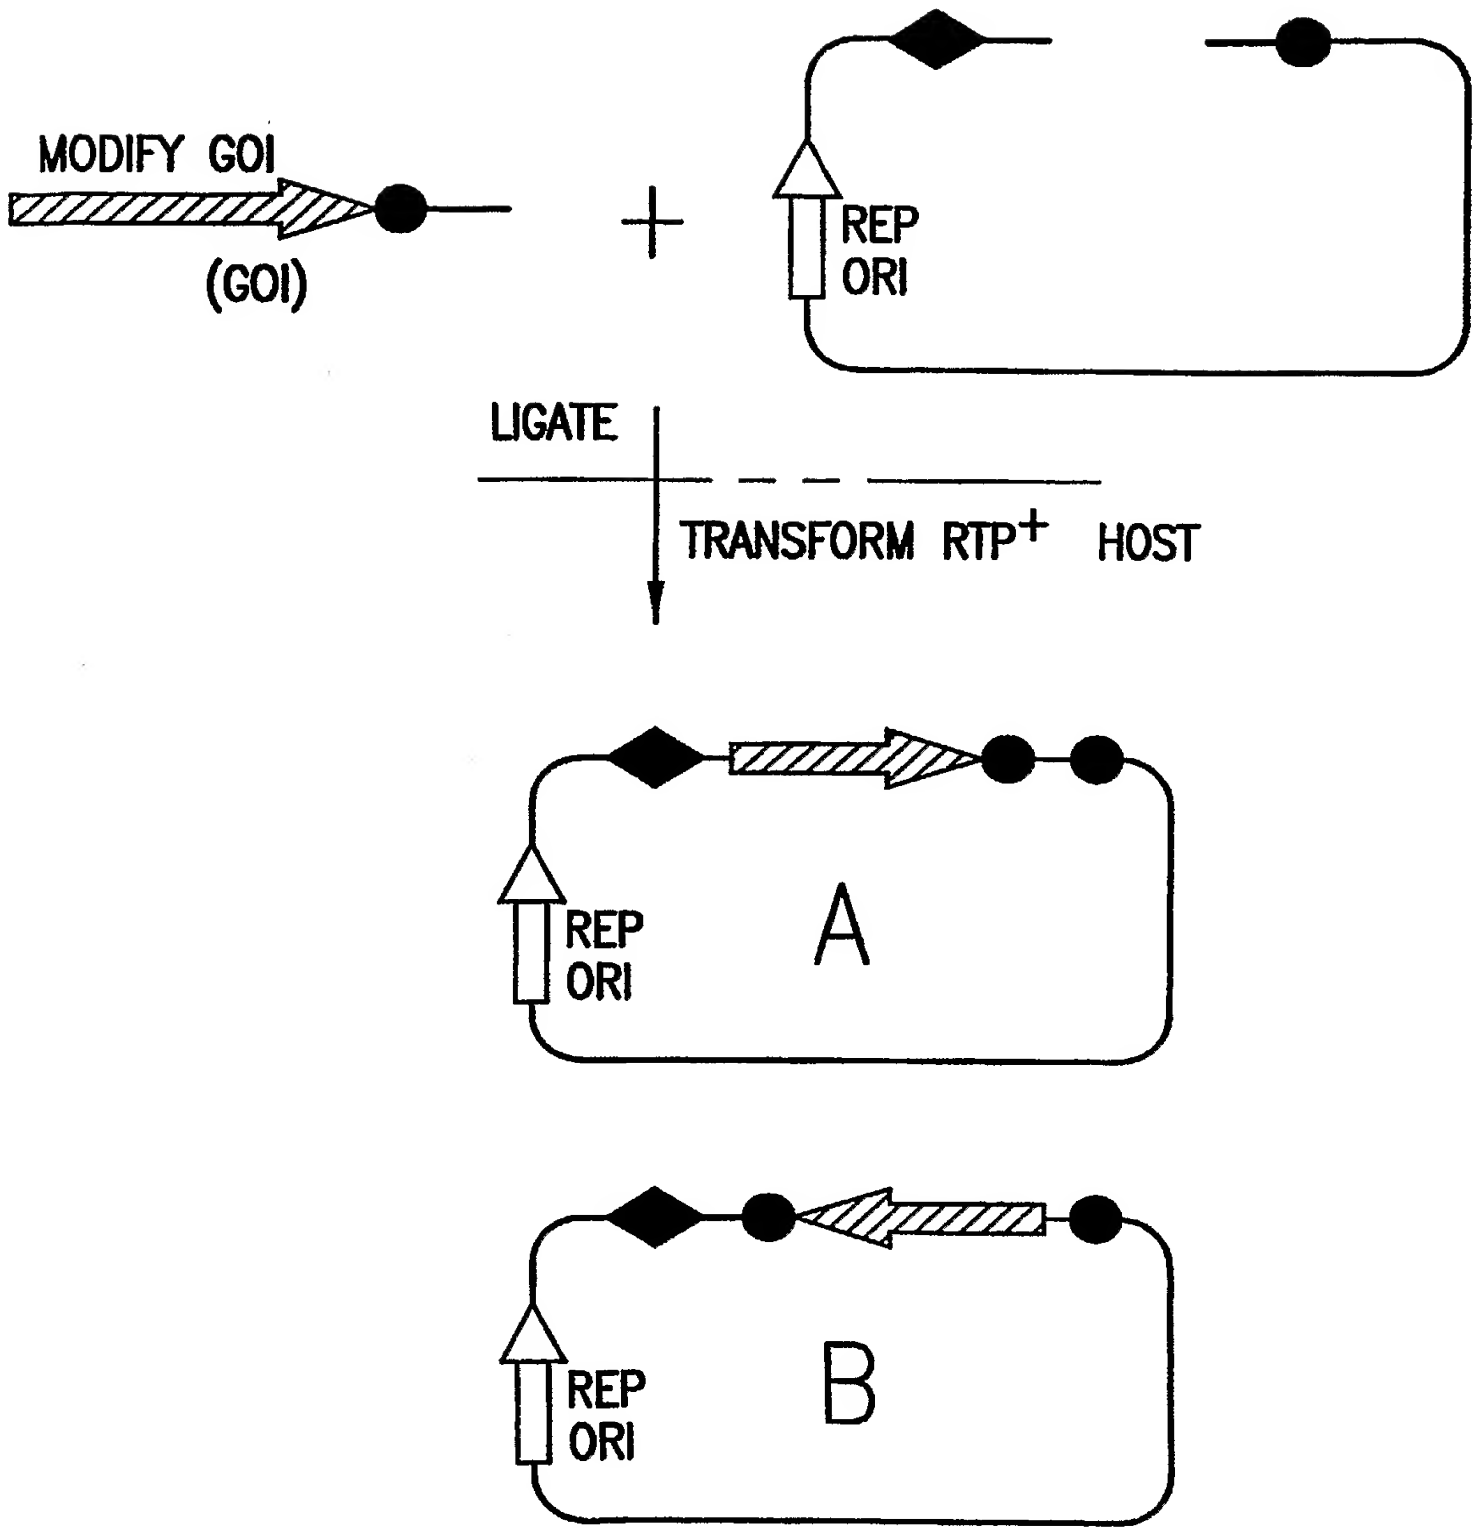 MODIFY GOI
(GOI)
+
REP
ORI
LIGATE
TRANSFORM RTP+ HOST
REP
ORI
A
REP
ORI
B